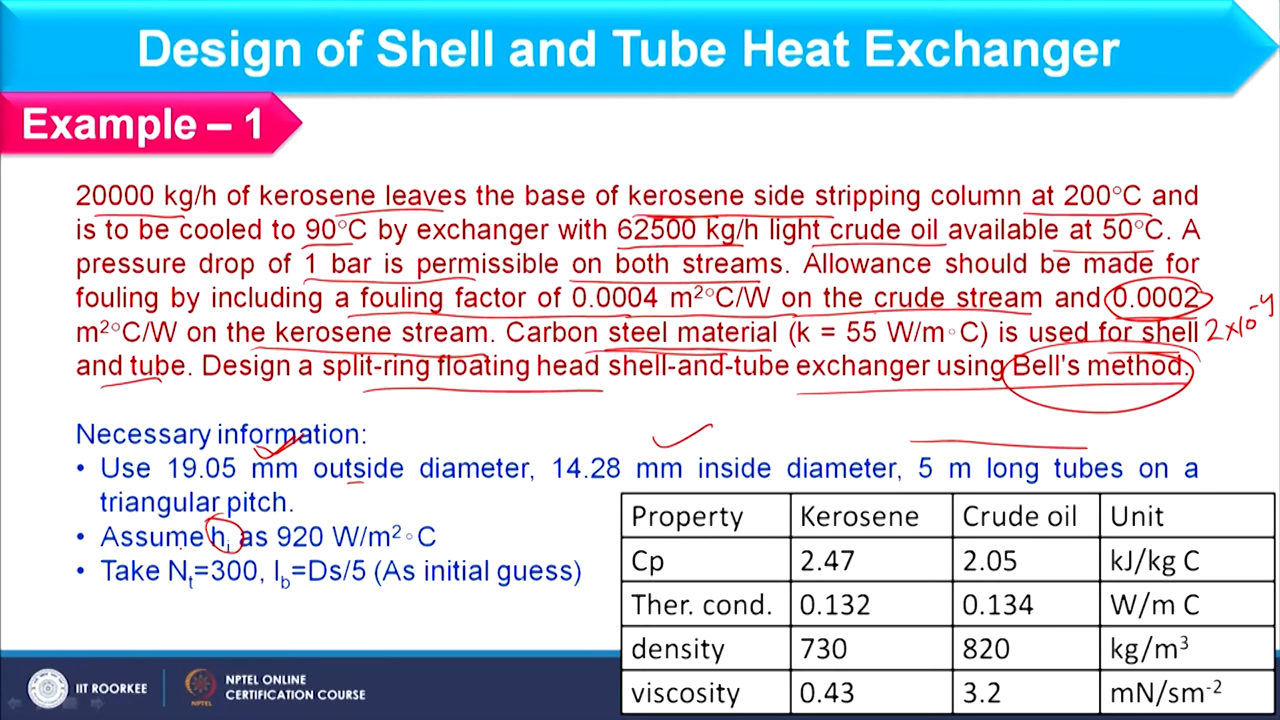 Design of Shell and Tube Heat Exchanger
Example – 1
20000 kg/h of kerosene leaves the base of kerosene side stripping column at 200°C and
is to be cooled to 90°C by exchanger with 62500 kg/h light crude oil available at 50°C. A
pressure drop of 1 bar is permissible on both streams. Allowance should be made for
fouling by including a fouling factor of 0.0004 m²°C/W on the crude stream and 0.0002
m²°C/W on the kerosene stream. Carbon steel material (k = 55 W/m◦C) is used for shell
2×10⁻⁴
and tube. Design a split-ring floating head shell-and-tube exchanger using Bell's method.
Necessary information:
• Use 19.05 mm outside diameter, 14.28 mm inside diameter, 5 m long tubes on a
triangular pitch.
• Assume hᵢ as 920 W/m²◦C
• Take Nₜ=300, l_b=Ds/5 (As initial guess)
Property Kerosene Crude oil Unit
Cp 2.47 2.05 kJ/kg C
Ther. cond. 0.132 0.134 W/m C
density 730 820 kg/m³
viscosity 0.43 3.2 mN/sm⁻²
IIT ROORKEE
NPTEL
NPTEL ONLINE
CERTIFICATION COURSE